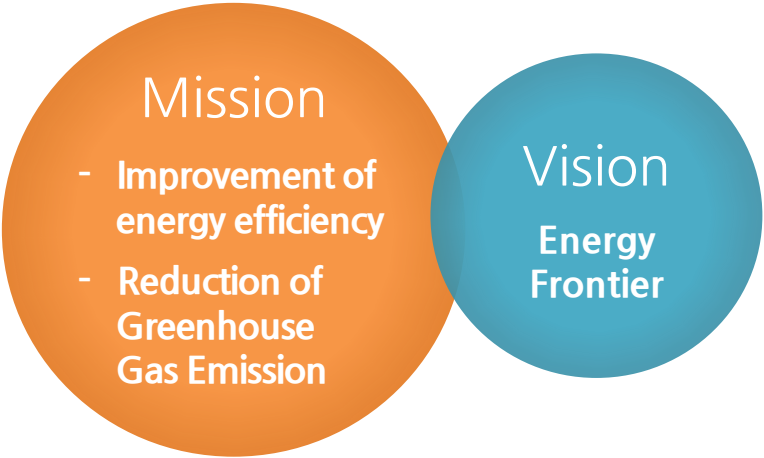 Mission
- Improvement of
energy efficiency
- Reduction of
Greenhouse
Gas Emission
Vision
Energy
Frontier